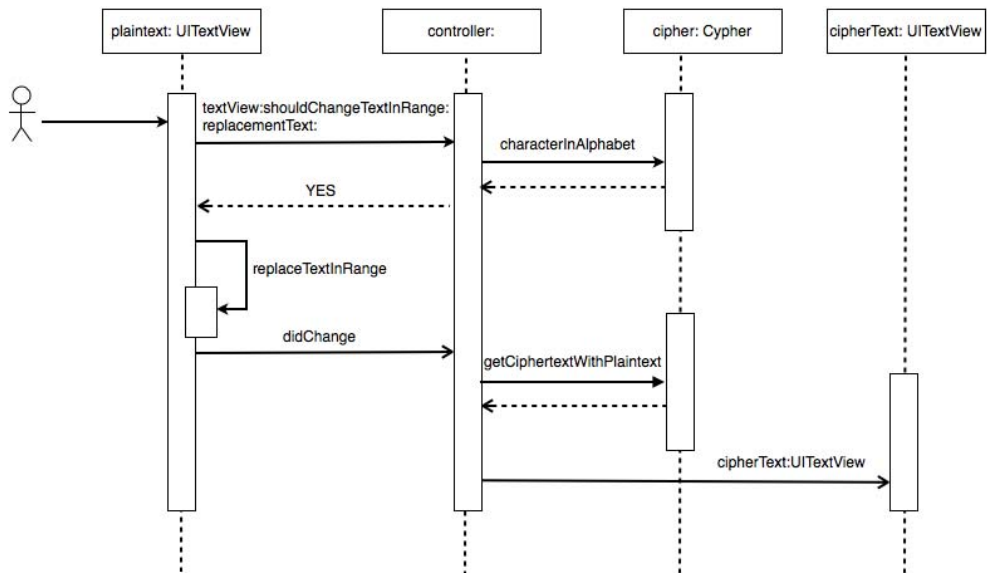 plaintext: UITextView
controller:
cipher: Cypher
cipherText: UITextView
textView:shouldChangeTextInRange:
replacementText:
characterInAlphabet
YES
replaceTextInRange
didChange
getCiphertextWithPlaintext
cipherText:UITextView